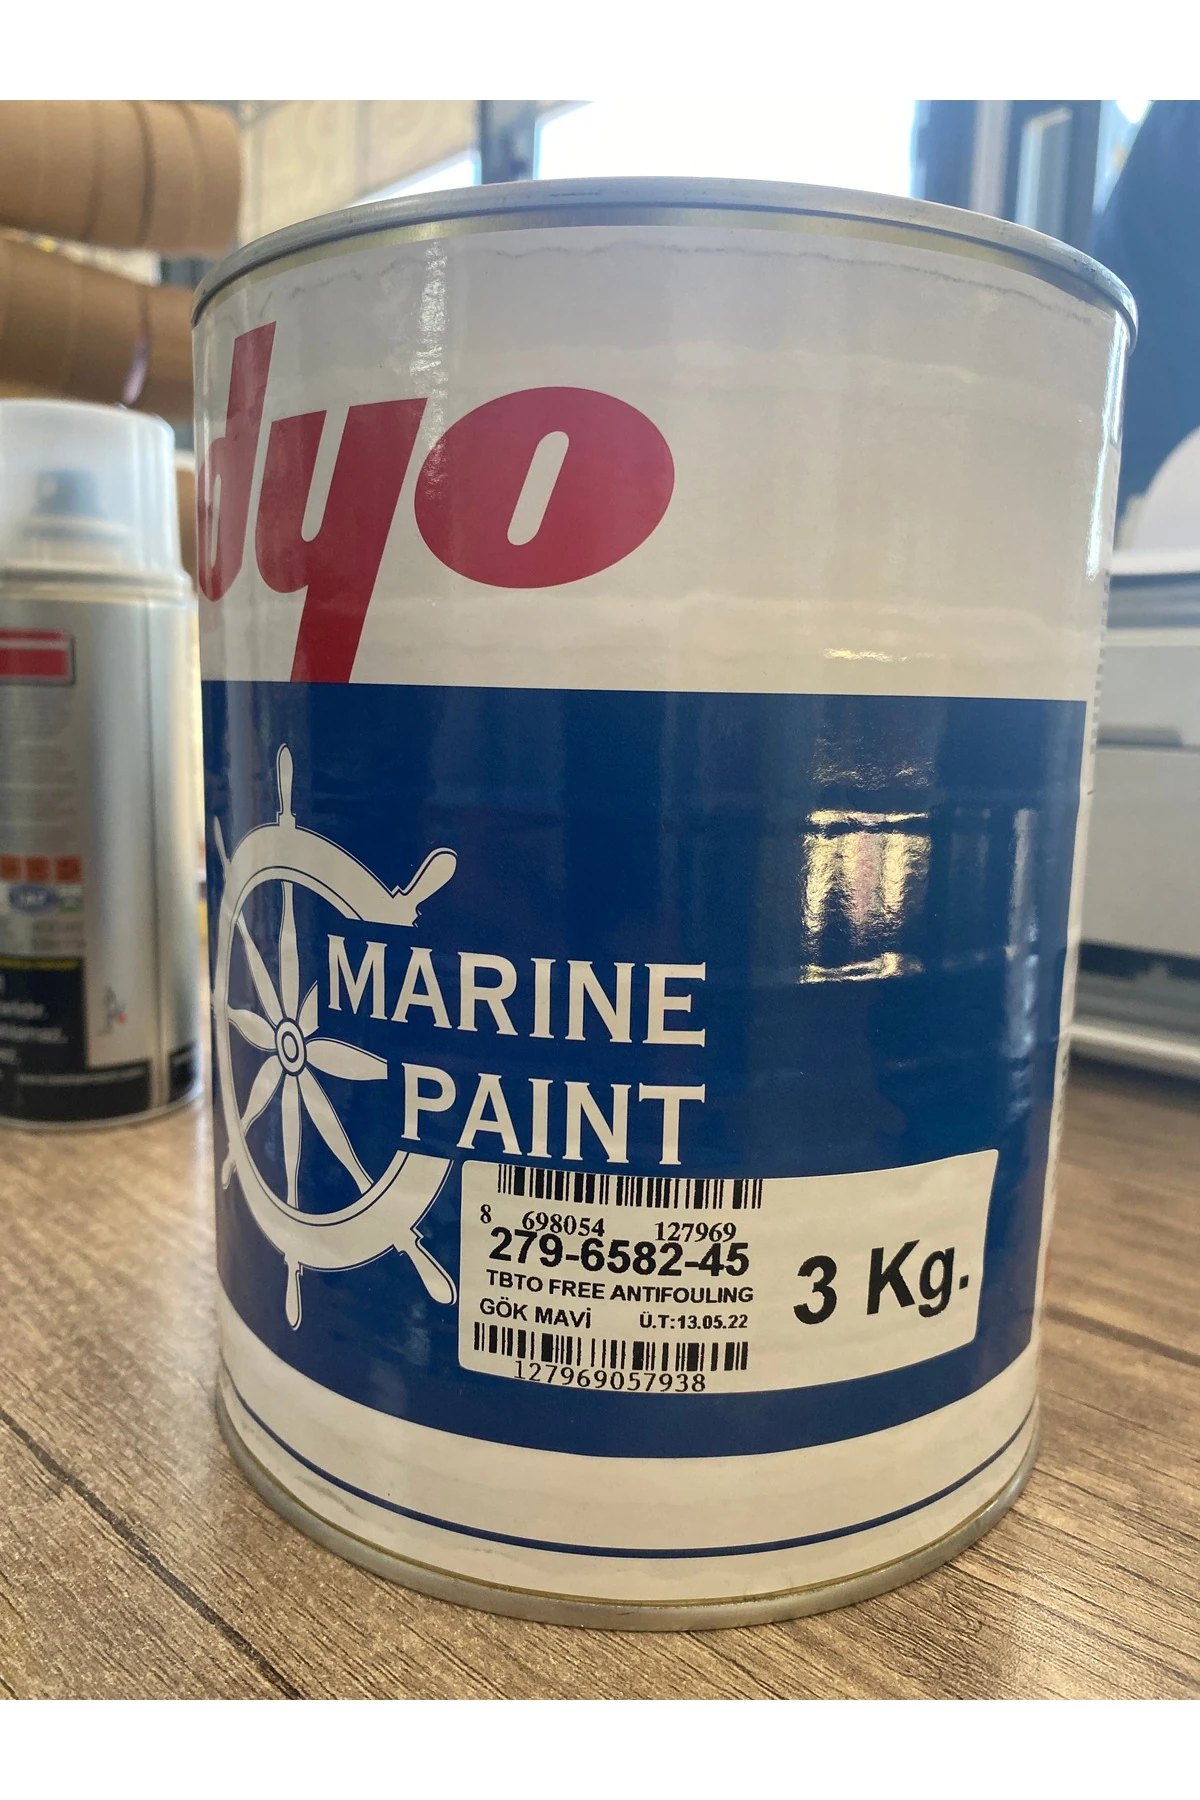 dyo
MARINE
PAINT
8 698054 127969
279-6582-45
TBTO FREE ANTIFOULING
GÖK MAVİ Ü.T:13.05.22
127969057938
3 Kg.